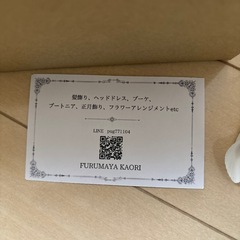 髪飾り、ヘッドドレス、ブーケ、
ブートニア、正月飾り、フラワーアレンジメントetc
LINE
FURUMAYA KAORI